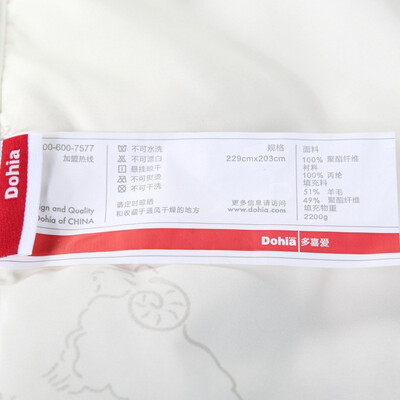 Dohia
00-600-7577
加盟热线
sign and Quality
Dohia of CHINA
不可水洗
不可漂白
悬挂晾干
不可熨烫
不可干洗
请定时晾晒
和收藏于通风干燥的地方
规格
229cmx203cm
更多信息请访问
www.dohia.com
面料
100% 聚酯纤维
衬料
100% 丙纶
填充料
51% 羊毛
49% 聚酯纤维
填充物重
2200g
Dohia 多喜爱